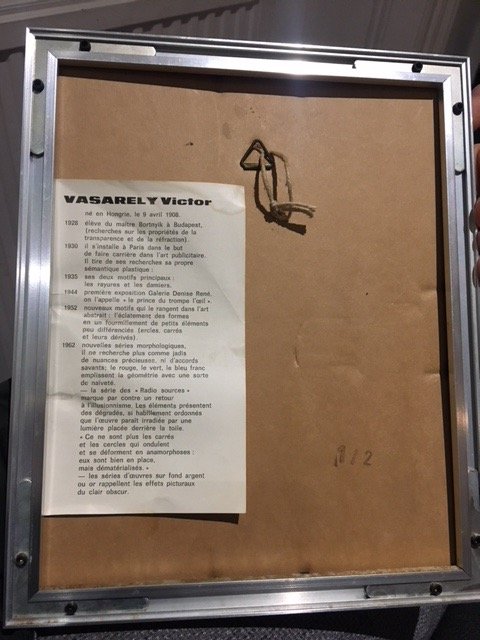 VASARELY Victor
né en Hongrie, le 9 avril 1908.
1928 élève du maître Bortnyik à Budapest,
(recherches sur les propriétés de la
transparence et de la réfraction).
1930 il s'installe à Paris dans le but
de faire carrière dans l'art publicitaire.
Il tire de ses recherches sa propre
sémantique plastique :
1935 ses deux motifs principaux :
les rayures et les damiers.
1944 première exposition Galerie Denise René,
on l'appelle « le prince du trompe l'œil »
1952 nouveaux motifs qui le rangent dans l'art
abstrait : l'éclatement des formes
en un fourmillement de petits éléments
peu différenciés (ercles, carrés
et leurs dérivés).
1962 nouvelles séries morphologiques,
il ne recherche plus comme jadis
de nuances précieuses, ni d'accords
savants; le rouge, le vert, le bleu franc
emplissent la géométrie avec une sorte
de naïveté.
— la série des « Radio sources »
marque par contre un retour
à l'illusionnisme. Les éléments présentent
des dégradés, si habillement ordonnés
que l'œuvre paraît irradiée par une
lumière placée derrière la toile.
« Ce ne sont plus les carrés
et les cercles qui ondulent
et se déforment en anamorphoses :
eux sont bien en place,
mais dématérialisés. »
— les séries d'œuvres sur fond argent
ou or rappellent les effets picturaux
du clair obscur.